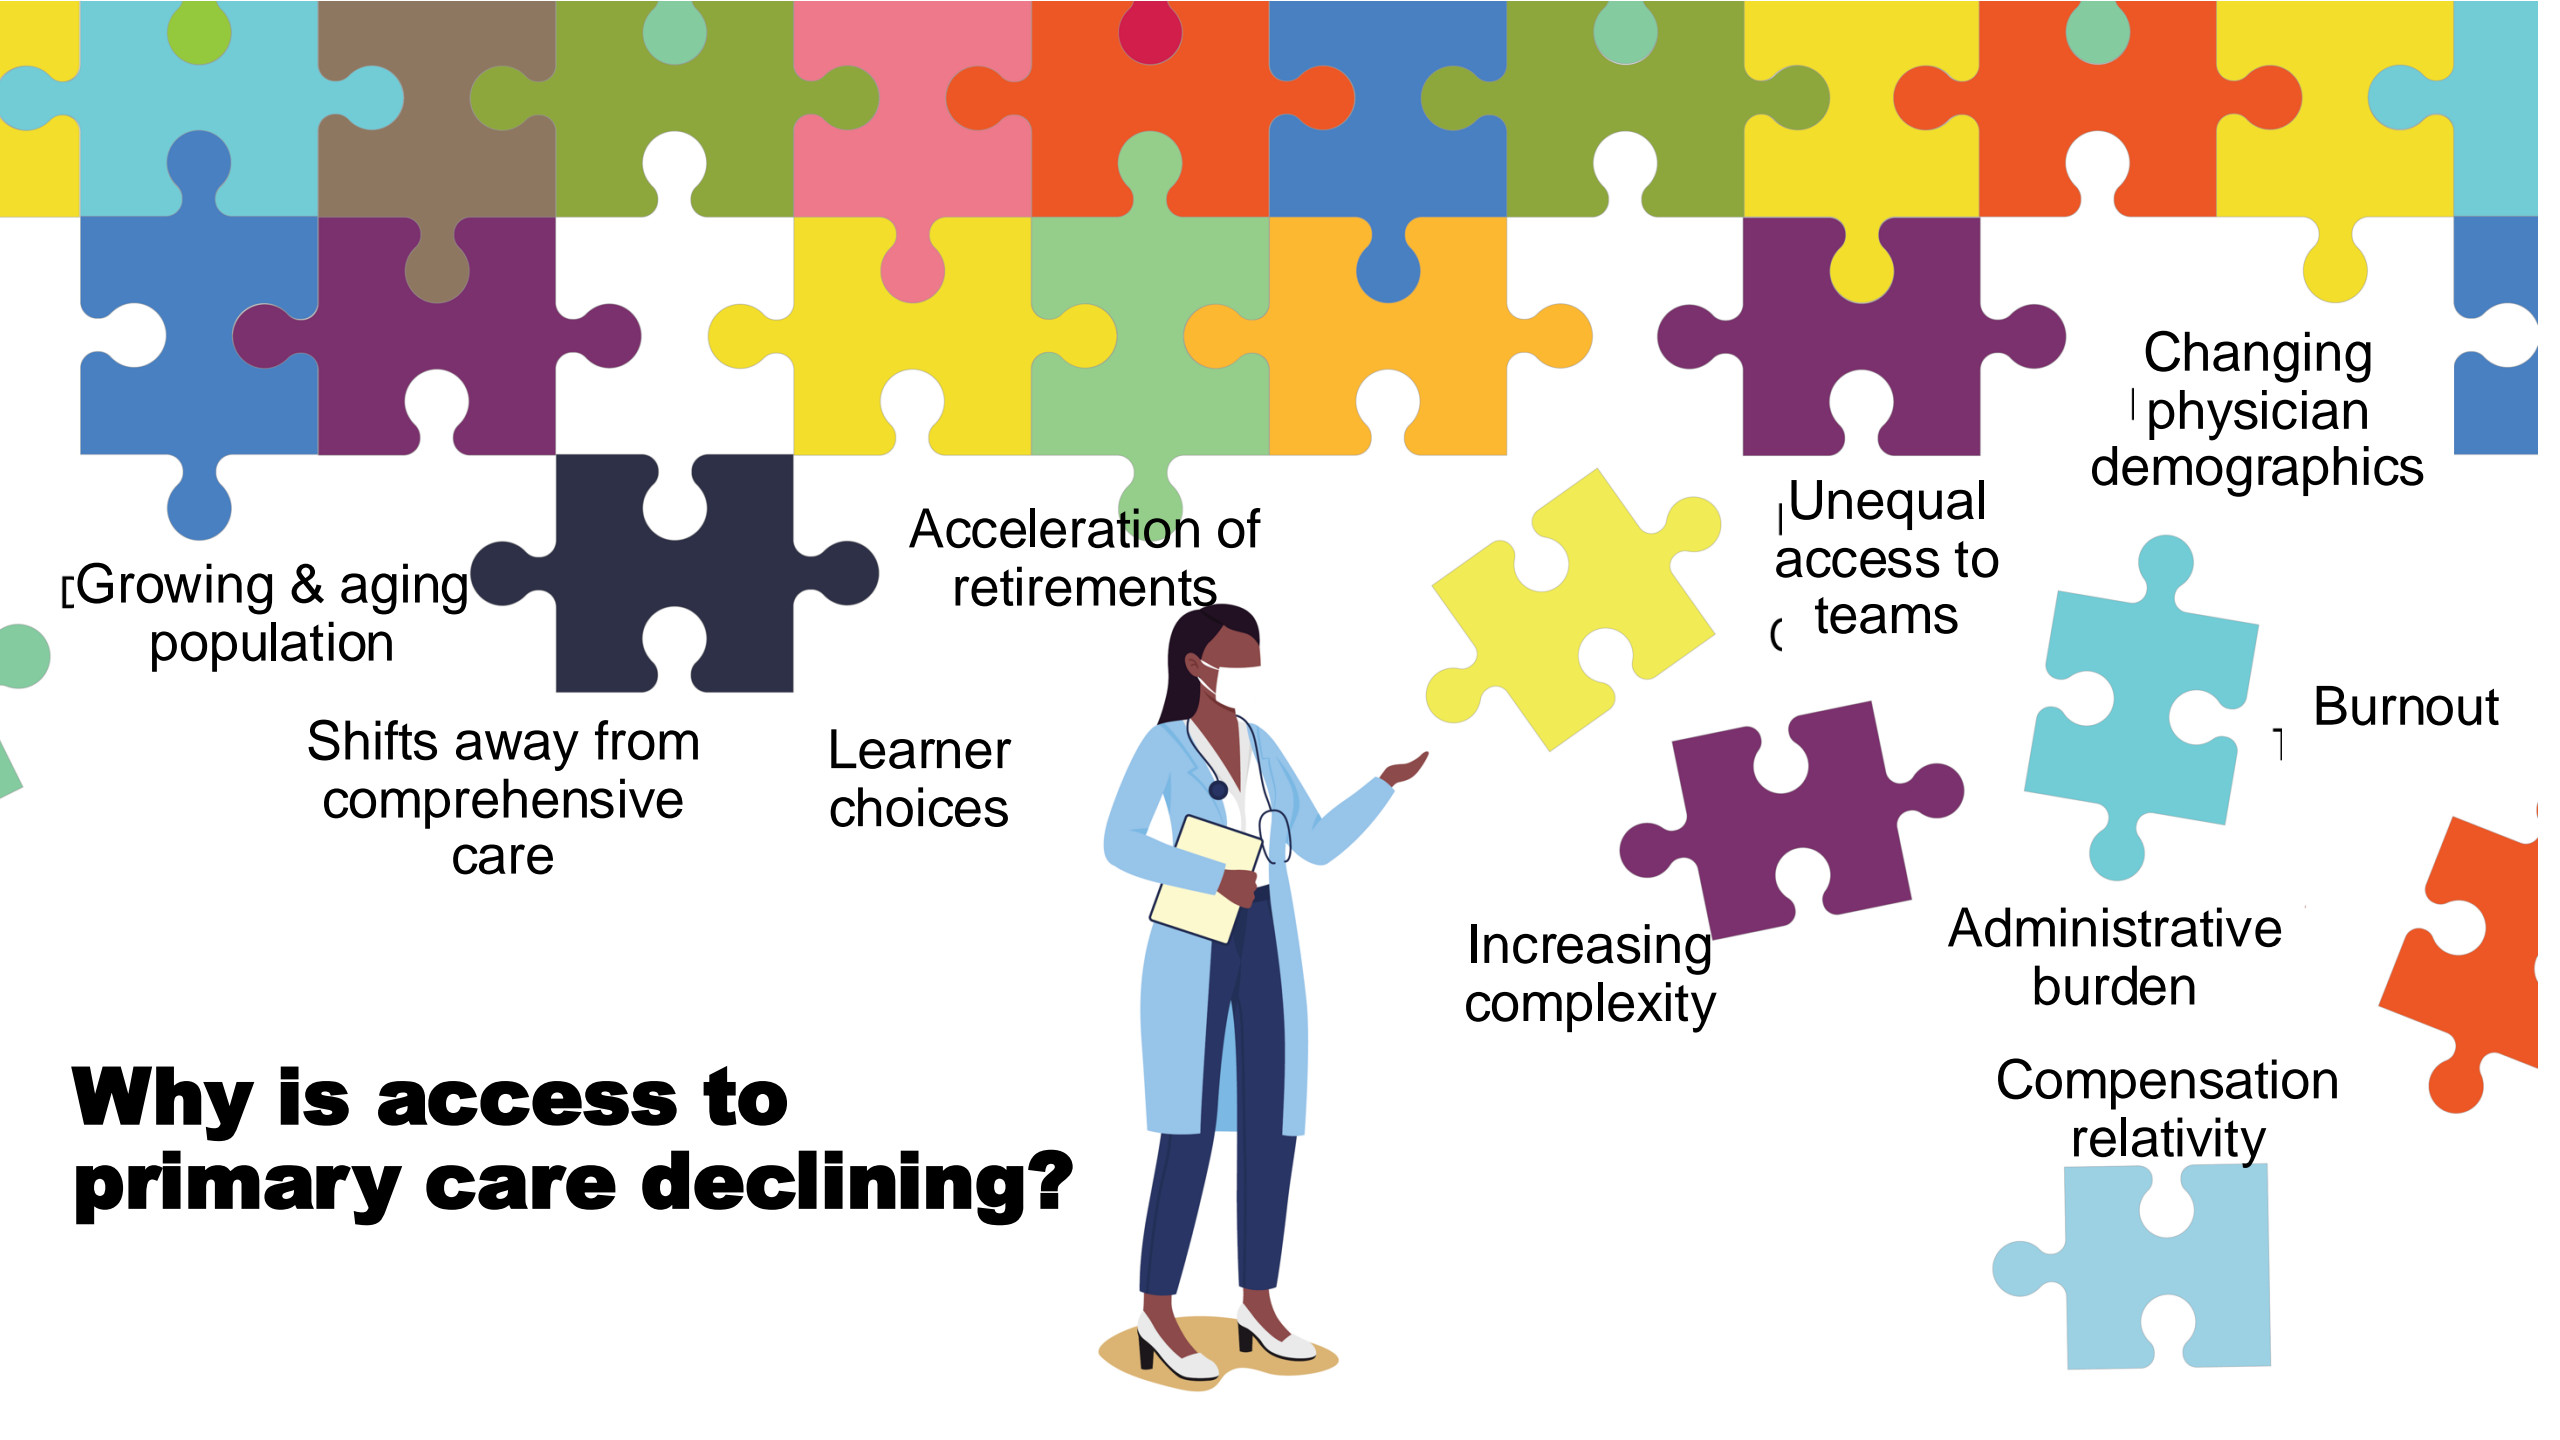 Changing
physician
demographics
Unequal
access to
teams
Acceleration of
retirements
Growing & aging
population
Shifts away from
comprehensive
care
Learner
choices
Burnout
Increasing
complexity
Administrative
burden
Compensation
relativity
Why is access to
primary care declining?